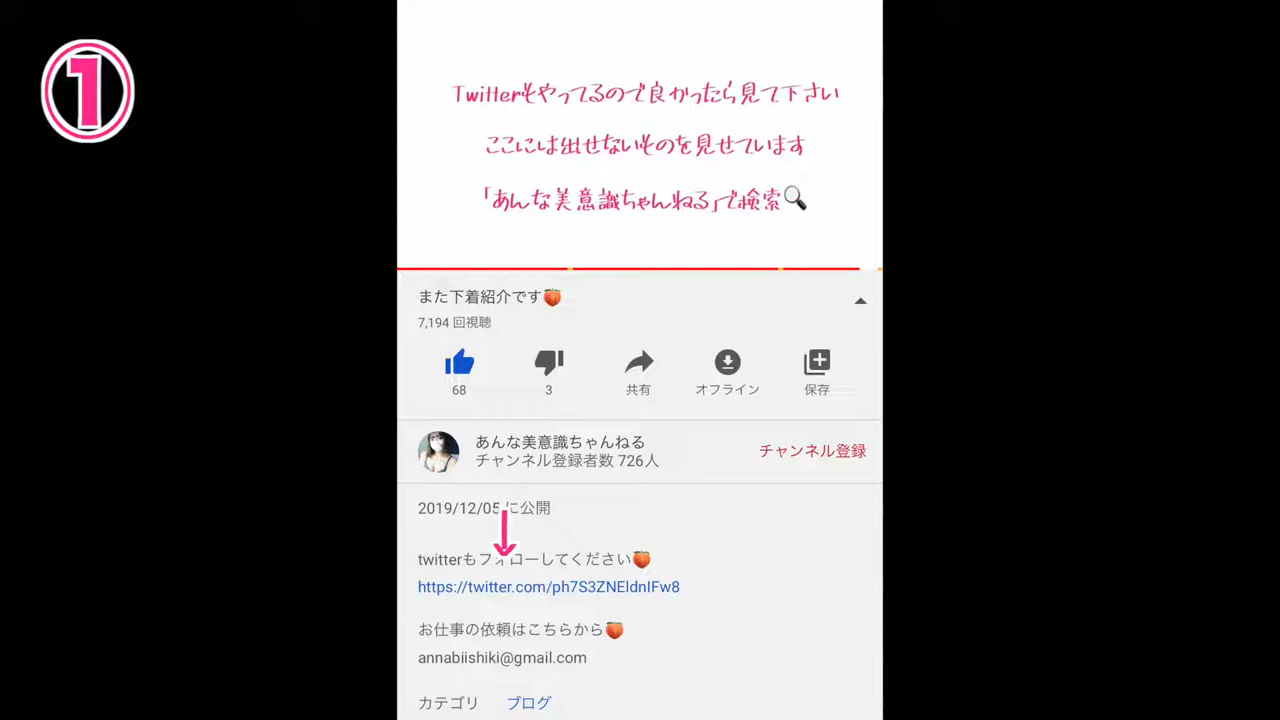 1
Twitterもやってるので良かったら見て下さい
ここには出せないものを見せています
「あんな美意識ちゃんねる」で検索🔍
また下着紹介です🍑
7,194 回視聴
68
3
共有
オフライン
保存
あんな美意識ちゃんねる
チャンネル登録者数 726人
チャンネル登録
2019/12/05 に公開
twitterもフォローしてください🍑
https://twitter.com/ph7S3ZNEldnIFw8
お仕事の依頼はこちらから🍑
annabiishiki@gmail.com
カテゴリ
ブログ